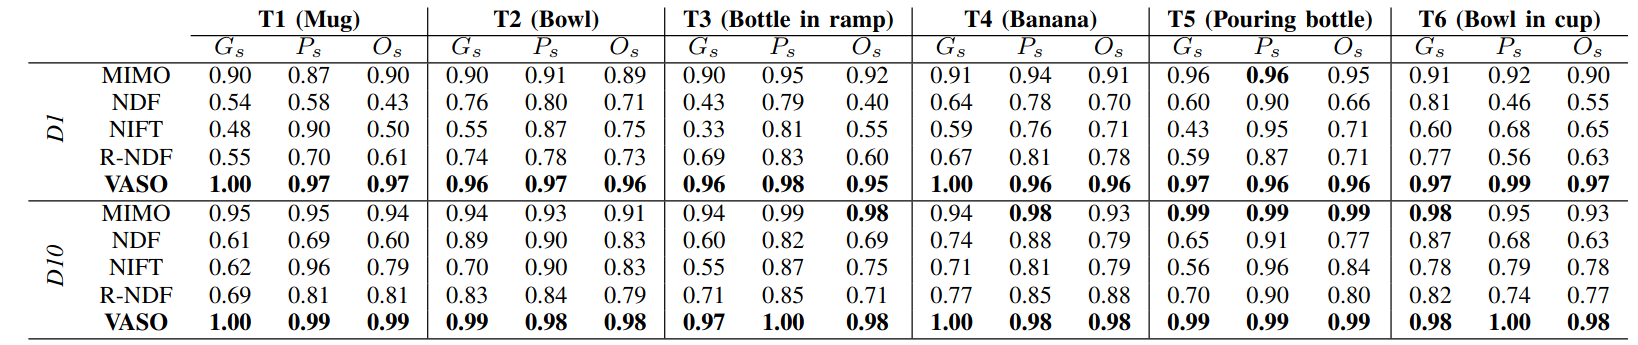 T1 (Mug) T2 (Bowl) T3 (Bottle in ramp) T4 (Banana) T5 (Pouring bottle) T6 (Bowl in cup)
Gs Ps Os Gs Ps Os Gs Ps Os Gs Ps Os Gs Ps Os Gs Ps Os
D1
MIMO 0.90 0.87 0.90 0.90 0.91 0.89 0.90 0.95 0.92 0.91 0.94 0.91 0.96 0.96 0.95 0.91 0.92 0.90
NDF 0.54 0.58 0.43 0.76 0.80 0.71 0.43 0.79 0.40 0.64 0.78 0.70 0.60 0.90 0.66 0.81 0.46 0.55
NIFT 0.48 0.90 0.50 0.55 0.87 0.75 0.33 0.81 0.55 0.59 0.76 0.71 0.43 0.95 0.71 0.60 0.68 0.65
R-NDF 0.55 0.70 0.61 0.74 0.78 0.73 0.69 0.83 0.60 0.67 0.81 0.78 0.59 0.87 0.71 0.77 0.56 0.63
VASO 1.00 0.97 0.97 0.96 0.97 0.96 0.96 0.98 0.95 1.00 0.96 0.96 0.97 0.96 0.96 0.97 0.99 0.97
D10
MIMO 0.95 0.95 0.94 0.94 0.93 0.91 0.94 0.99 0.98 0.94 0.98 0.93 0.99 0.99 0.99 0.98 0.95 0.93
NDF 0.61 0.69 0.60 0.89 0.90 0.83 0.60 0.82 0.69 0.74 0.88 0.79 0.65 0.91 0.77 0.87 0.68 0.63
NIFT 0.62 0.96 0.79 0.70 0.90 0.83 0.55 0.87 0.75 0.71 0.81 0.79 0.56 0.96 0.84 0.78 0.79 0.78
R-NDF 0.69 0.81 0.81 0.83 0.84 0.79 0.71 0.85 0.71 0.77 0.85 0.88 0.70 0.90 0.80 0.82 0.74 0.77
VASO 1.00 0.99 0.99 0.99 0.98 0.98 0.97 1.00 0.98 1.00 0.98 0.98 0.99 0.99 0.99 0.98 1.00 0.98